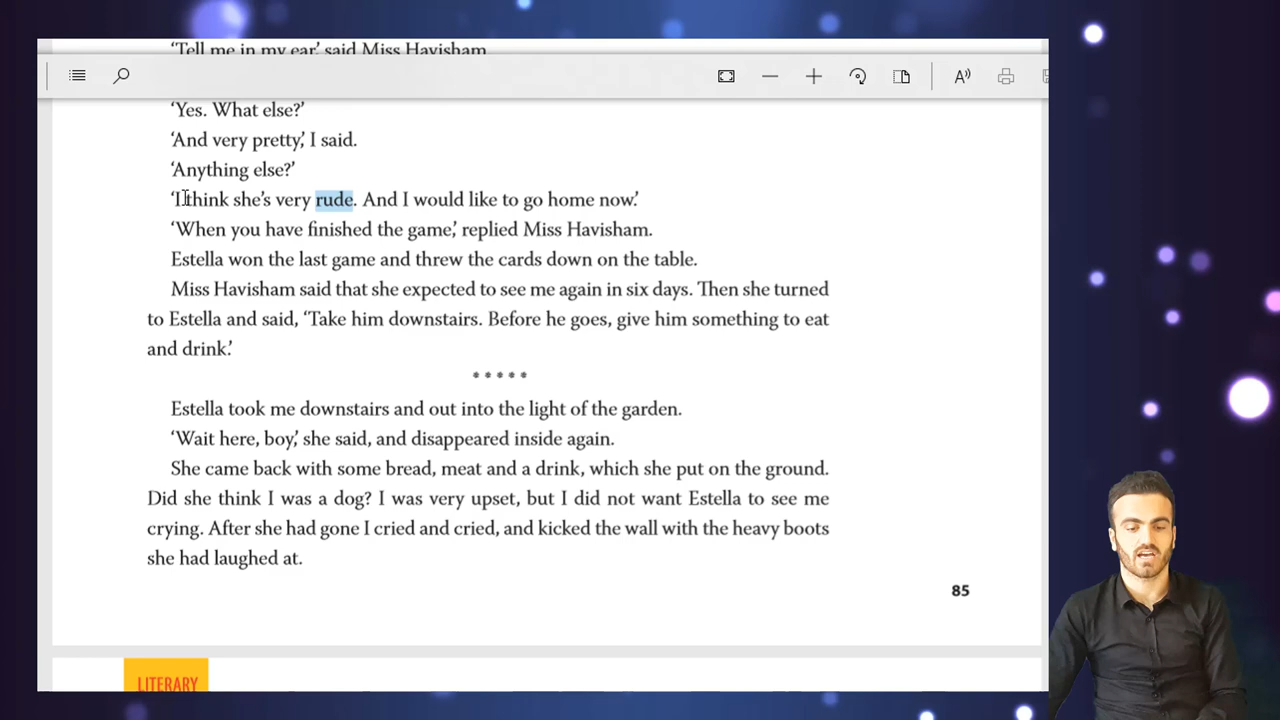 ‘Tell me in my ear,’ said Miss Havisham
‘Yes. What else?’
‘And very pretty,’ I said.
‘Anything else?’
‘I think she’s very rude. And I would like to go home now.’
‘When you have finished the game,’ replied Miss Havisham.
Estella won the last game and threw the cards down on the table.
Miss Havisham said that she expected to see me again in six days. Then she turned
to Estella and said, ‘Take him downstairs. Before he goes, give him something to eat
and drink.’
*****
Estella took me downstairs and out into the light of the garden.
‘Wait here, boy,’ she said, and disappeared inside again.
She came back with some bread, meat and a drink, which she put on the ground.
Did she think I was a dog? I was very upset, but I did not want Estella to see me
crying. After she had gone I cried and cried, and kicked the wall with the heavy boots
she had laughed at.
85
LITERARY